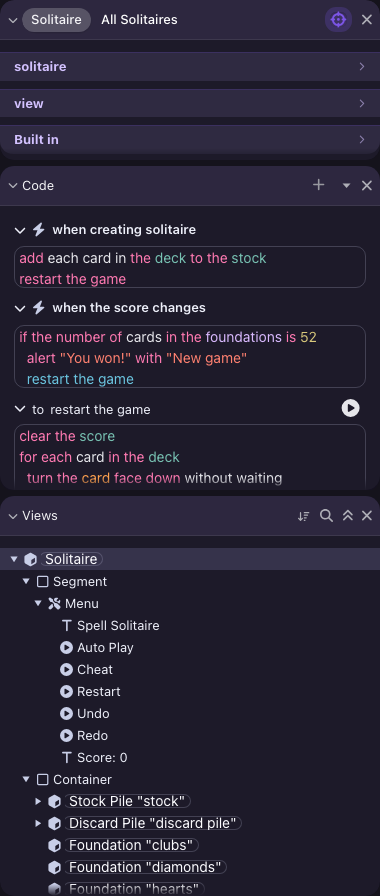 Solitaire All Solitaires
solitaire
view
Built in
Code
when creating solitaire
add each card in the deck to the stock
restart the game
when the score changes
if the number of cards in the foundations is 52
alert "You won!" with "New game"
restart the game
to restart the game
clear the score
for each card in the deck
turn the card face down without waiting
Views
Solitaire
Segment
Menu
Spell Solitaire
Auto Play
Cheat
Restart
Undo
Redo
Score: 0
Container
Stock Pile "stock"
Discard Pile "discard pile"
Foundation "clubs"
Foundation "diamonds"
Foundation "hearts"